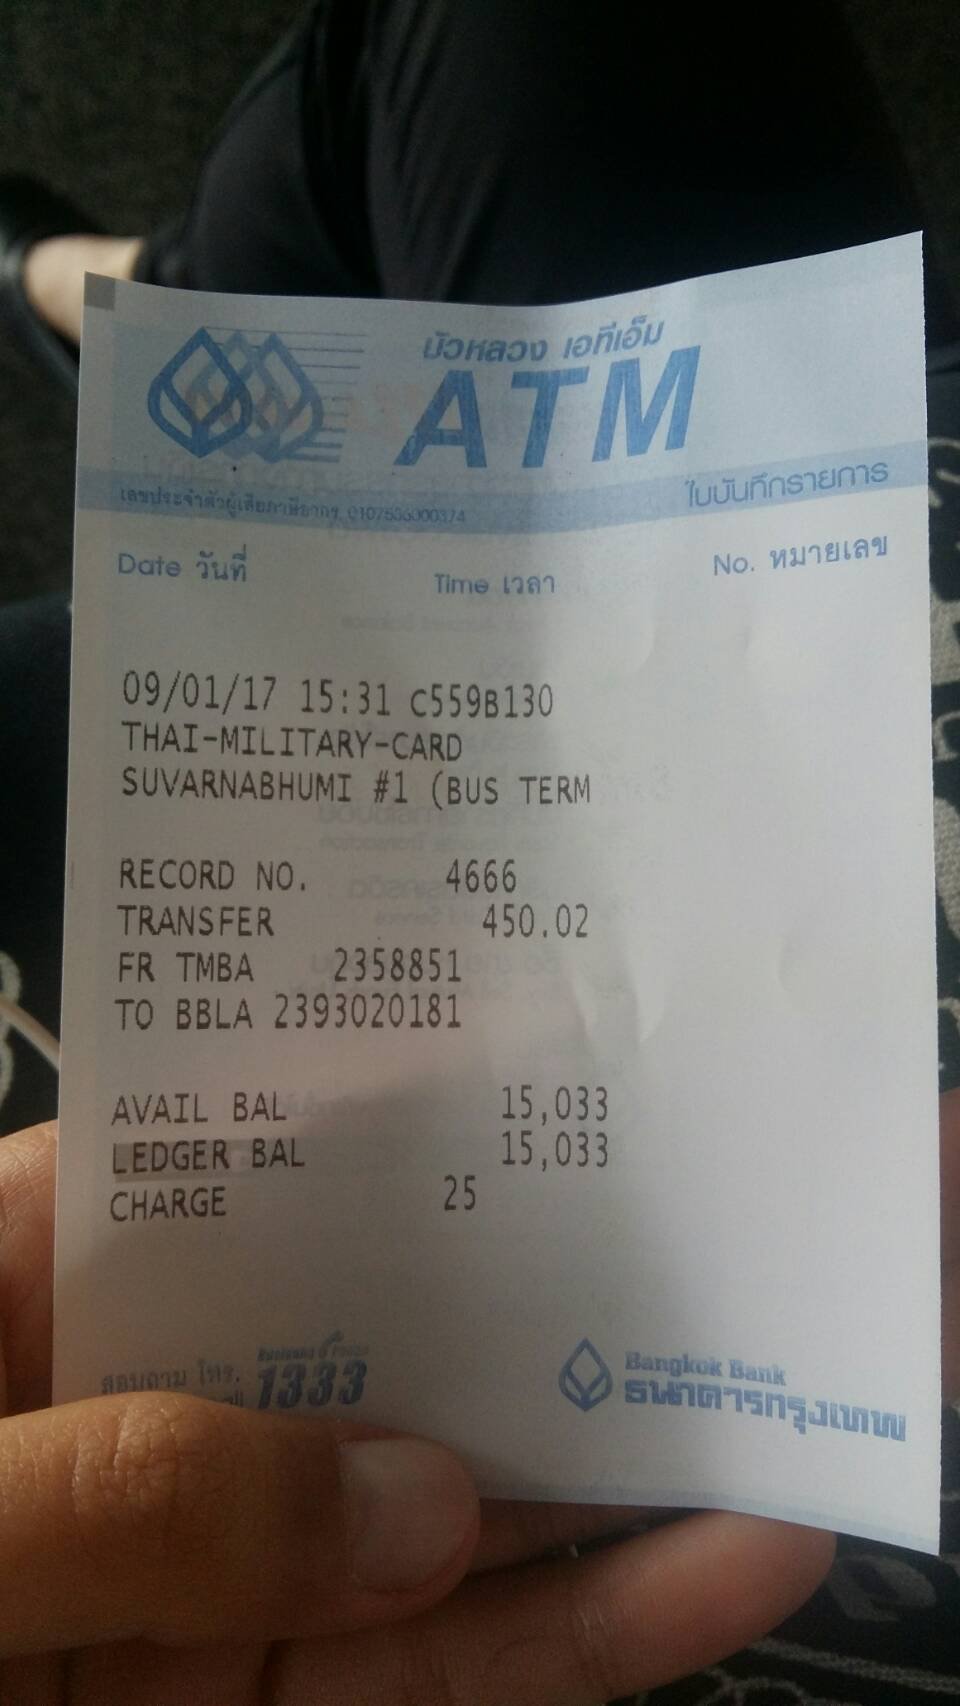 บัวหลวง เอทีเอ็ม
ATM
ใบบันทึกรายการ
เลขประจำตัวผู้เสียภาษีอากร 0107536000374
Date วันที่ Time เวลา No. หมายเลข
09/01/17 15:31 C559B130
THAI-MILITARY-CARD
SUVARNABHUMI #1 (BUS TERM
RECORD NO. 4666
TRANSFER 450.02
FR TMBA 2358851
TO BBLA 2393020181
AVAIL BAL 15,033
LEDGER BAL 15,033
CHARGE 25
สอบถาม โทร. 1333
Bangkok Bank
ธนาคารกรุงเทพ